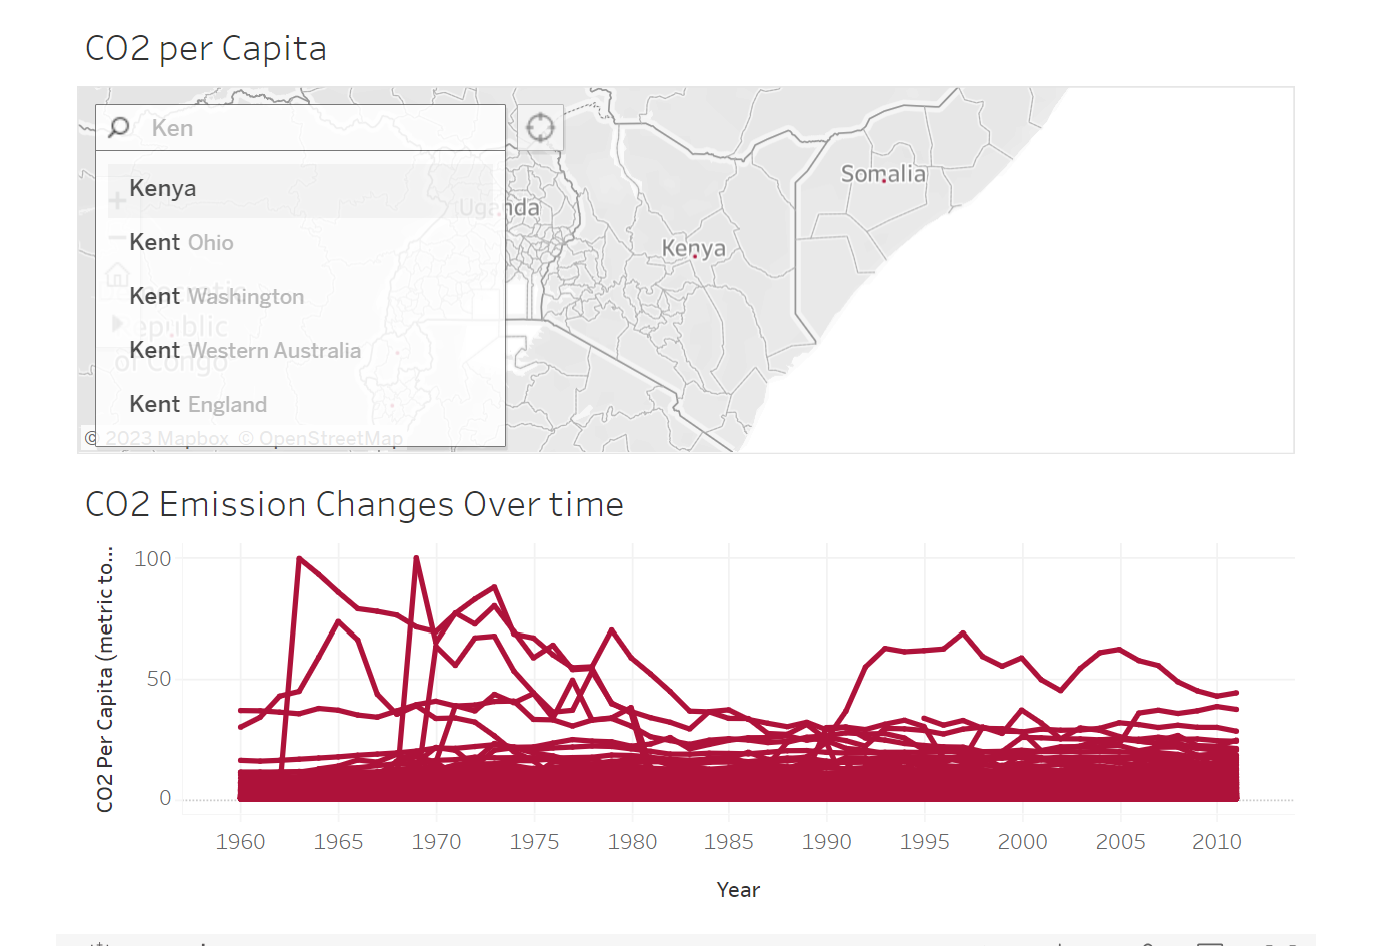 CO2 per Capita
Ken
Kenya
Kent Ohio
Kent Washington
Kent Western Australia
Kent England
Uganda
Kenya
Somalia
Republic
of Congo
© 2023 Mapbox © OpenStreetMap
CO2 Emission Changes Over time
CO2 Per Capita (metric to...
100
50
0
1960 1965 1970 1975 1980 1985 1990 1995 2000 2005 2010
Year